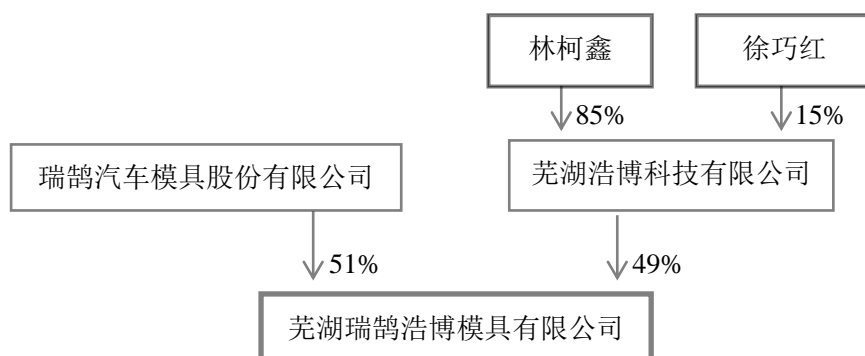 林柯鑫
徐巧红
85%
15%
瑞鹄汽车模具股份有限公司
芜湖浩博科技有限公司
51%
49%
芜湖瑞鹄浩博模具有限公司